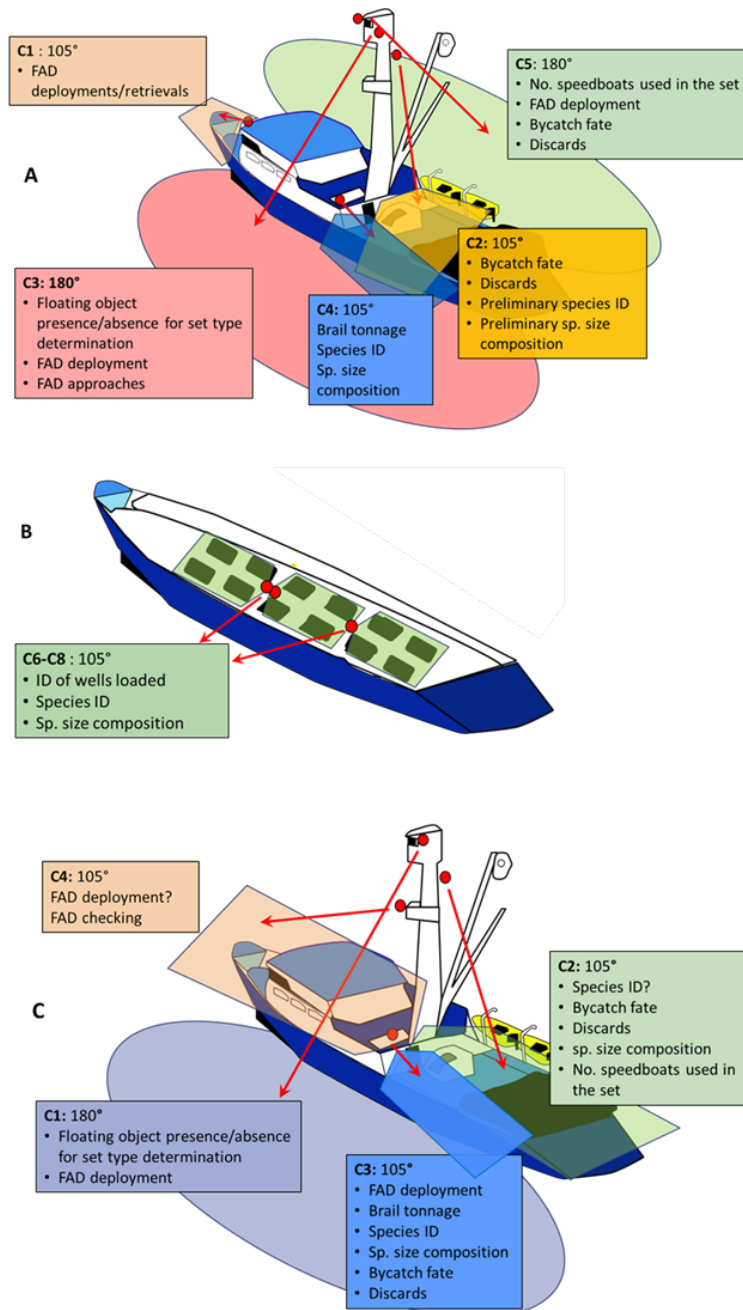 C1 : 105°
• FAD
deployments/retrievals
C5: 180°
• No. speedboats used in the set
• FAD deployment
• Bycatch fate
• Discards
A
C3: 180°
• Floating object
presence/absence for set type
determination
• FAD deployment
• FAD approaches
C4: 105°
Brail tonnage
Species ID
Sp. size
composition
C2: 105°
• Bycatch fate
• Discards
• Preliminary species ID
• Preliminary sp. size
composition
B
C6-C8 : 105°
• ID of wells loaded
• Species ID
• Sp. size composition
C4: 105°
FAD deployment?
FAD checking
C
C2: 105°
• Species ID?
• Bycatch fate
• Discards
• sp. size composition
• No. speedboats used in
the set
C1: 180°
• Floating object presence/absence
for set type determination
• FAD deployment
C3: 105°
• FAD deployment
• Brail tonnage
• Species ID
• Sp. size composition
• Bycatch fate
• Discards